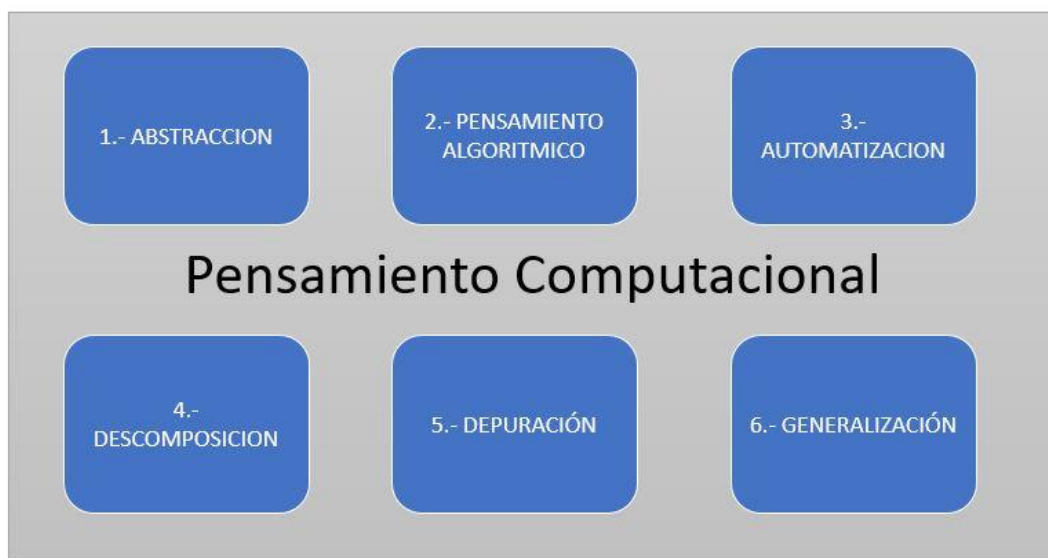 1.- ABSTRACCION
2.- PENSAMIENTO
ALGORITMICO
3.-
AUTOMATIZACION
Pensamiento Computacional
4.-
DESCOMPOSICION
5.- DEPURACIÓN
6.- GENERALIZACIÓN